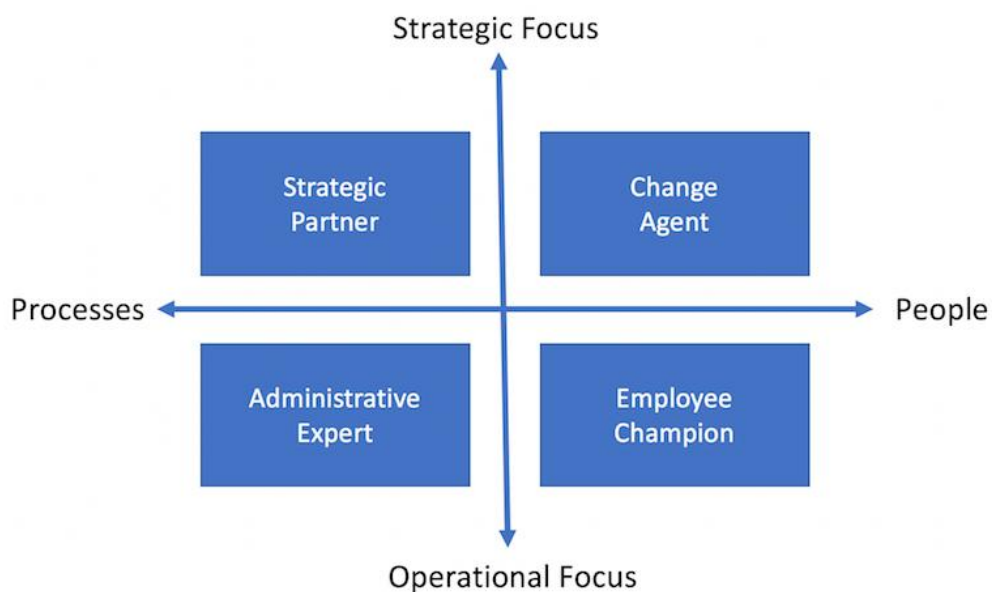 Strategic Focus
Strategic
Partner
Change
Agent
Processes
People
Administrative
Expert
Employee
Champion
Operational Focus